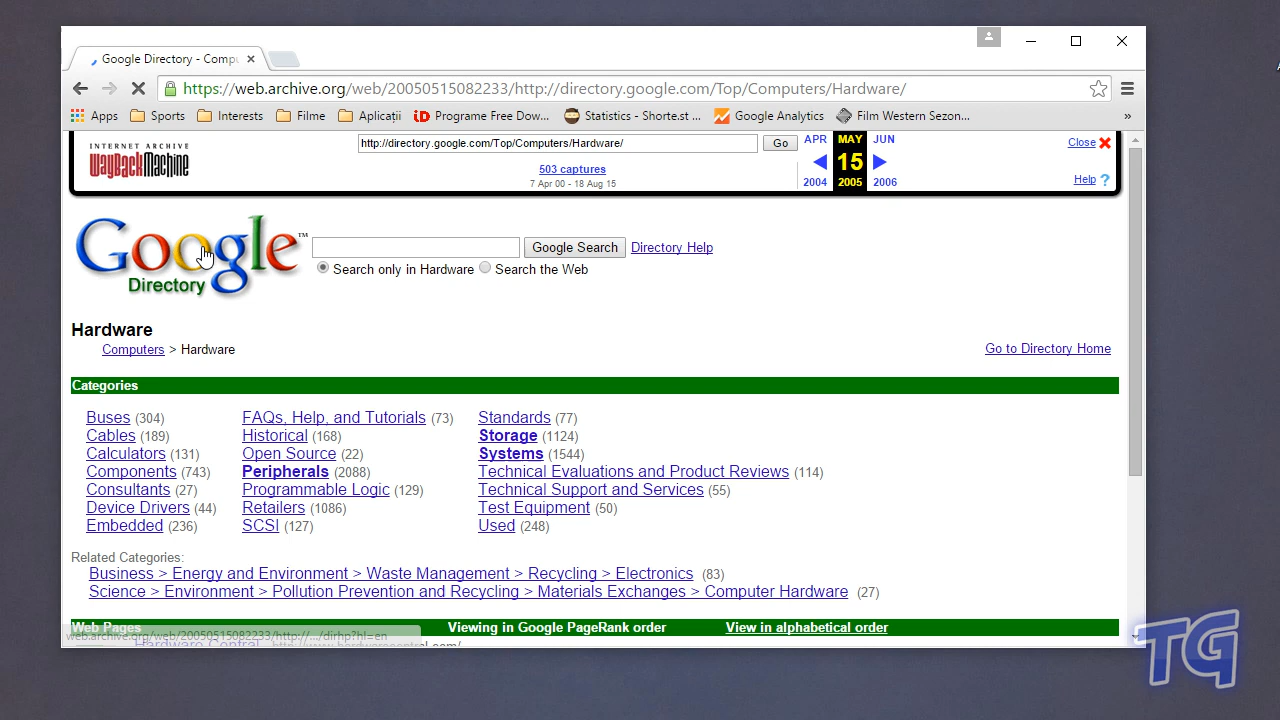 Google Directory - Compu
https://web.archive.org/web/20050515082233/http://directory.google.com/Top/Computers/Hardware/
Apps Sports Interests Filme Aplicații Programe Free Dow... Statistics - Shorte.st ... Google Analytics Film Western Sezon... »
INTERNET ARCHIVE
WayBackMachine
http://directory.google.com/Top/Computers/Hardware/ Go
503 captures
7 Apr 00 - 18 Aug 15
APR MAY JUN
15
2004 2005 2006
Close
Help ?
Google™
Directory
Google Search Directory Help
Search only in Hardware Search the Web
Hardware
Computers > Hardware Go to Directory Home
Categories
Buses (304) FAQs, Help, and Tutorials (73) Standards (77)
Cables (189) Historical (168) Storage (1124)
Calculators (131) Open Source (22) Systems (1544)
Components (743) Peripherals (2088) Technical Evaluations and Product Reviews (114)
Consultants (27) Programmable Logic (129) Technical Support and Services (55)
Device Drivers (44) Retailers (1086) Test Equipment (50)
Embedded (236) SCSI (127) Used (248)
Related Categories:
Business > Energy and Environment > Waste Management > Recycling > Electronics (83)
Science > Environment > Pollution Prevention and Recycling > Materials Exchanges > Computer Hardware (27)
Web Pages Viewing in Google PageRank order View in alphabetical order
web.archive.org/web/20050515082233/http://.../dirhp?hl=en
Hardware Central - http://www.hardwarecentral.com/
TG